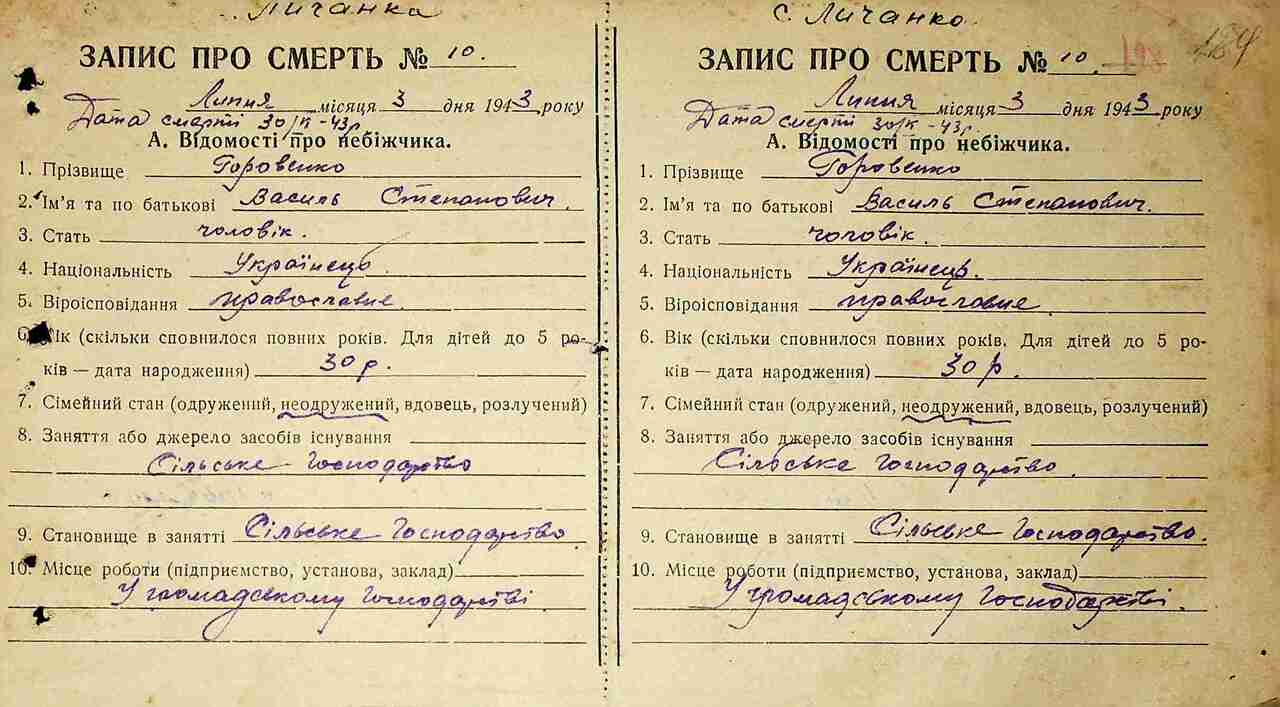 Личанка
ЗАПИС ПРО СМЕРТЬ № 10.
Липня місяця 3 дня 1943 року
Дата смерті 30/ -43р
А. Відомості про небіжчика.
1. Прізвище Горовенко
2. Ім'я та по батькові Василь Степанович.
3. Стать чоловік.
4. Національність Українець
5. Віроісповідання православне
6. Вік (скільки сповнилося повних років. Для дітей до 5 ро-
ків — дата народження) 30 р.
7. Сімейний стан (одружений, неодружений, вдовець, розлучений)
8. Заняття або джерело засобів існування
Сільське Господарство
9. Становище в занятті Сільське Господарство
10. Місце роботи (підприємство, установа, заклад)
У громадському Господарстві
с. Личанко
ЗАПИС ПРО СМЕРТЬ № 10.
Липня місяця 3 дня 1943 року
Дата смерті 30/ -43р.
А. Відомості про небіжчика.
1. Прізвище Горовенко
2. Ім'я та по батькові Василь Степанович.
3. Стать чоловік.
4. Національність Українець.
5. Віроісповідання православне
6. Вік (скільки сповнилося повних років. Для дітей до 5 ро-
ків — дата народження) 30 р.
7. Сімейний стан (одружений, неодружений, вдовець, розлучений)
8. Заняття або джерело засобів існування
Сільське Господарство
9. Становище в занятті Сільське Господарство.
10. Місце роботи (підприємство, установа, заклад)
У громадському Господарстві.